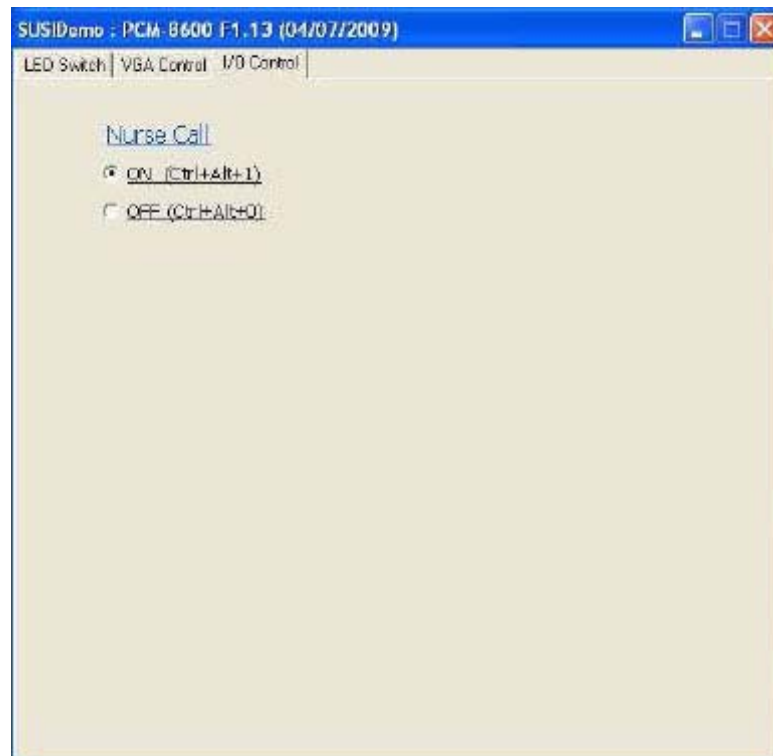 SUSIDemo : PCM-8600 F1.13 (04/07/2009)
LED Switch VGA Control I/O Control
Nurse Call
ON (Ctrl+Alt+1)
OFF (Ctrl+Alt+0)